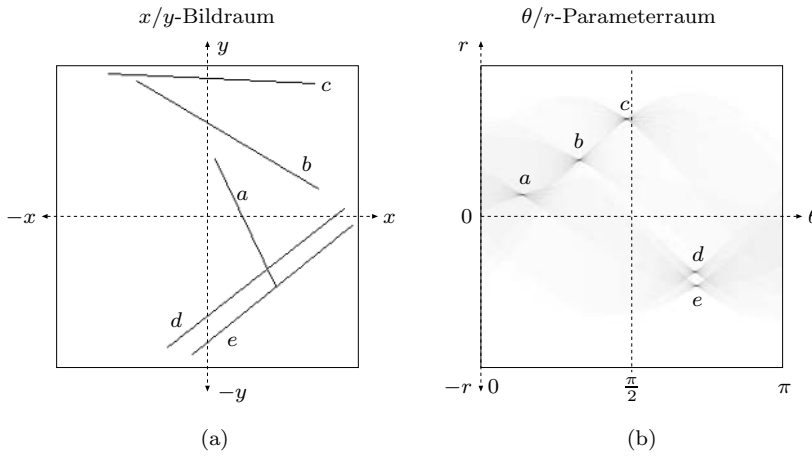 x/y-Bildraum
θ/r-Parameterraum
y
r
c
c
b
b
a
a
−x
x
0
θ
d
d
e
e
−y
−r
0
π/2
π
(a)
(b)